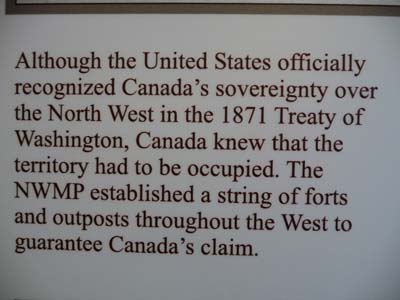 Although the United States officially
recognized Canada's sovereignty over
the North West in the 1871 Treaty of
Washington, Canada knew that the
territory had to be occupied. The
NWMP established a string of forts
and outposts throughout the West to
guarantee Canada's claim.